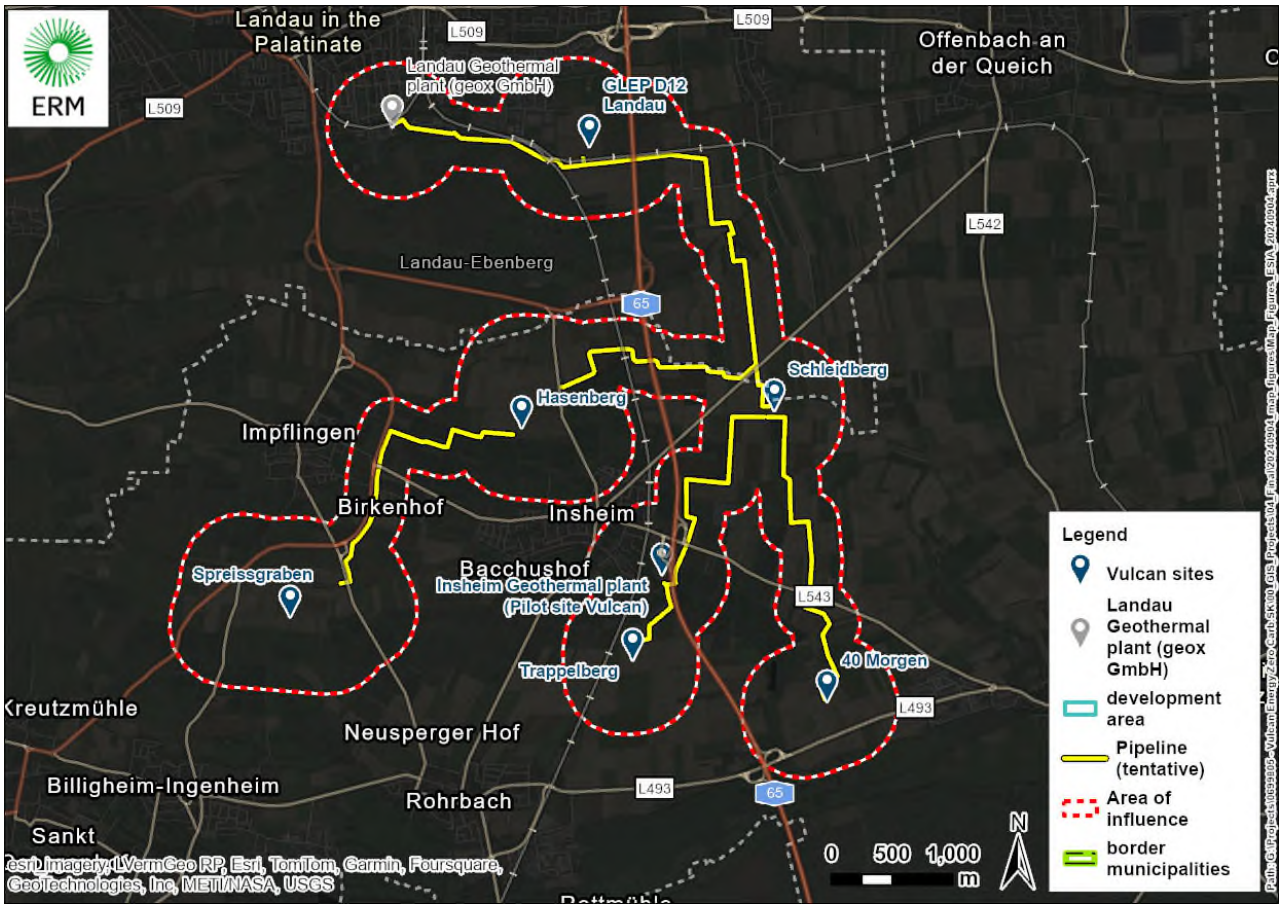 ERM
Landau in the
Palatinate
L509
L509
Offenbach an
der Queich
Landau Geothermal
plant (geox GmbH)
GLEP D12
Landau
L509
L542
Landau-Ebenberg
65
Schleidberg
Hasenberg
Impflingen
Birkenhof
Insheim
Bacchushof
Insheim Geothermal plant
(Pilot site Vulcan)
Spreissgraben
L543
Trappelberg
40 Morgen
Kreutzmühle
L493
Neusperger Hof
Billigheim-Ingenheim
Rohrbach
L493
65
Sankt
esri_imagery, LVermGeo RP, Esri, TomTom, Garmin, Foursquare,
GeoTechnologies, Inc, METI/NASA, USGS
0 500 1,000
m
N
Legend
Vulcan sites
Landau
Geothermal
plant (geox
GmbH)
development
area
Pipeline
(tentative)
Area of
influence
border
municipalities